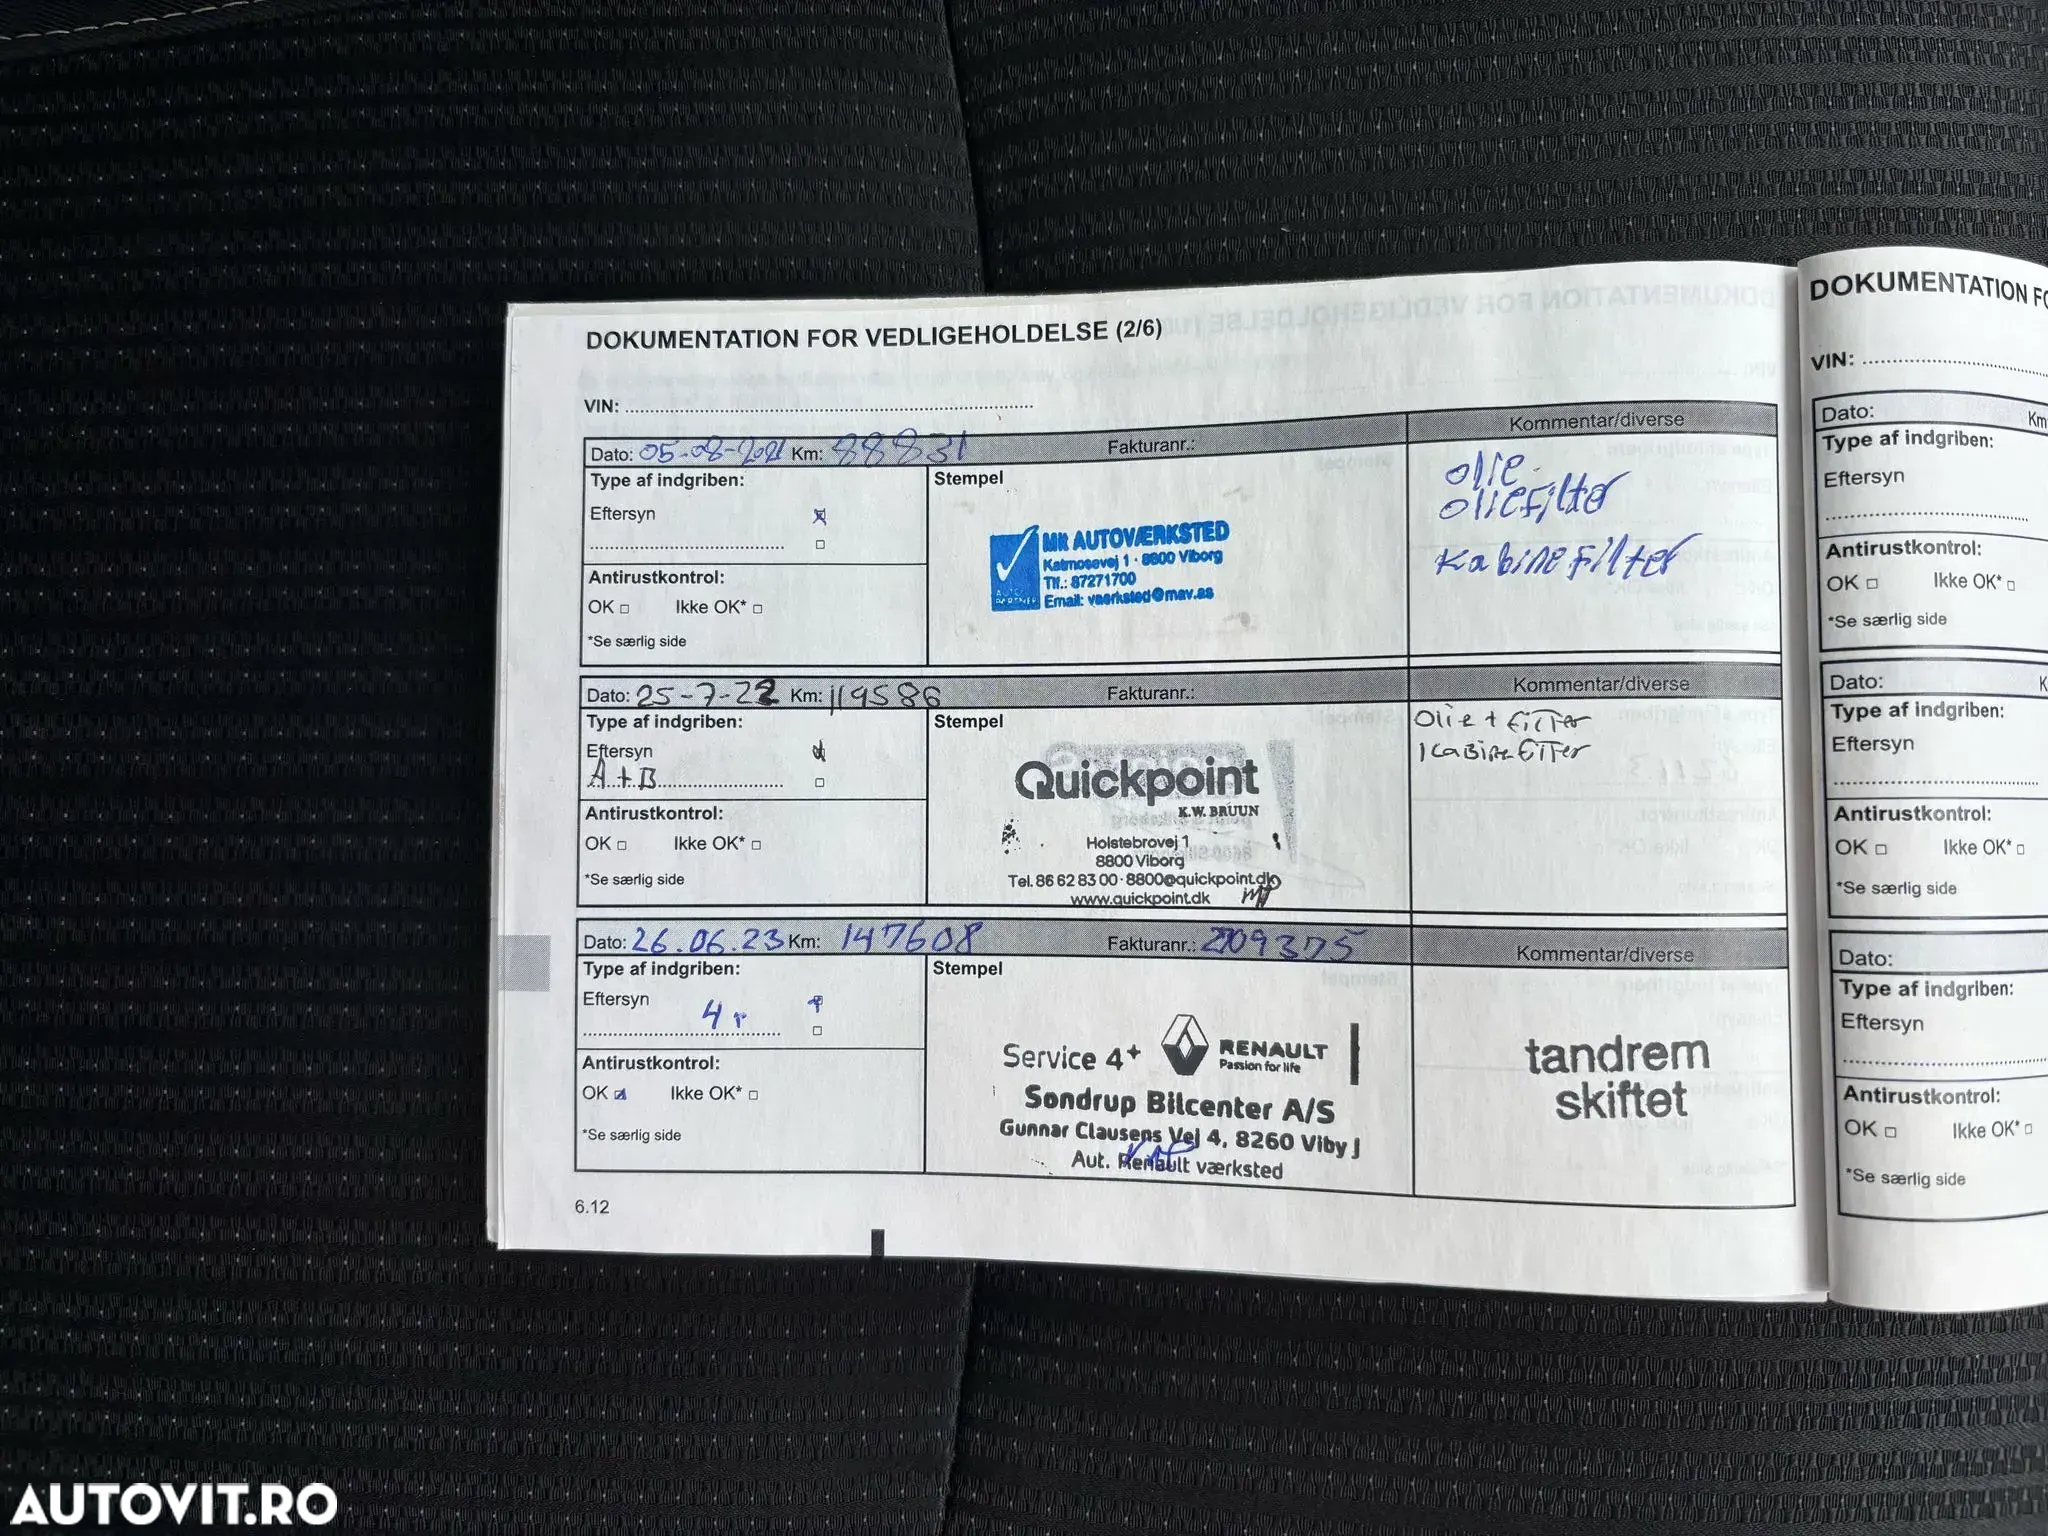 DOKUMENTATION FOR VEDLIGEHOLDELSE (2/6)
VIN:
Dato: 05-08-2021 Km: 88831 Fakturanr.: Kommentar/diverse
Type af indgriben:
Eftersyn
Antirustkontrol:
OK Ikke OK*
*Se særlig side
Stempel
MK AUTOVÆRKSTED
Katmosevej 1 · 8800 Viborg
Tlf.: 87271700
Email: vaerksted@mav.as
AUTO
PARTNER
olie
oliefilter
Kabinefilter
Dato: 25-7-22 Km: 119586 Fakturanr.: Kommentar/diverse
Type af indgriben:
Eftersyn
A+B
Antirustkontrol:
OK Ikke OK*
*Se særlig side
Stempel
Quickpoint
K.W. BRUUN
Holstebrovej 1
8800 Viborg
Tel. 86 62 83 00 · 8800@quickpoint.dk
www.quickpoint.dk
Olie + Filter
Kabine Filter
Dato: 26.06.23 Km: 147608 Fakturanr.: Kommentar/diverse
Type af indgriben:
Eftersyn
Antirustkontrol:
OK Ikke OK*
*Se særlig side
Stempel
Service 4+ RENAULT
Passion for life
Søndrup Bilcenter A/S
Gunnar Clausens Vej 4, 8260 Viby J
Aut. Renault værksted
tandrem
skiftet
6.12
DOKUMENTATION
VIN:
Dato: Km
Type af indgriben:
Eftersyn
Antirustkontrol:
OK Ikke OK*
*Se særlig side
Dato: K
Type af indgriben:
Eftersyn
Antirustkontrol:
OK Ikke OK*
*Se særlig side
Dato:
Type af indgriben:
Eftersyn
Antirustkontrol:
OK Ikke OK*
*Se særlig side
AUTOVIT.RO